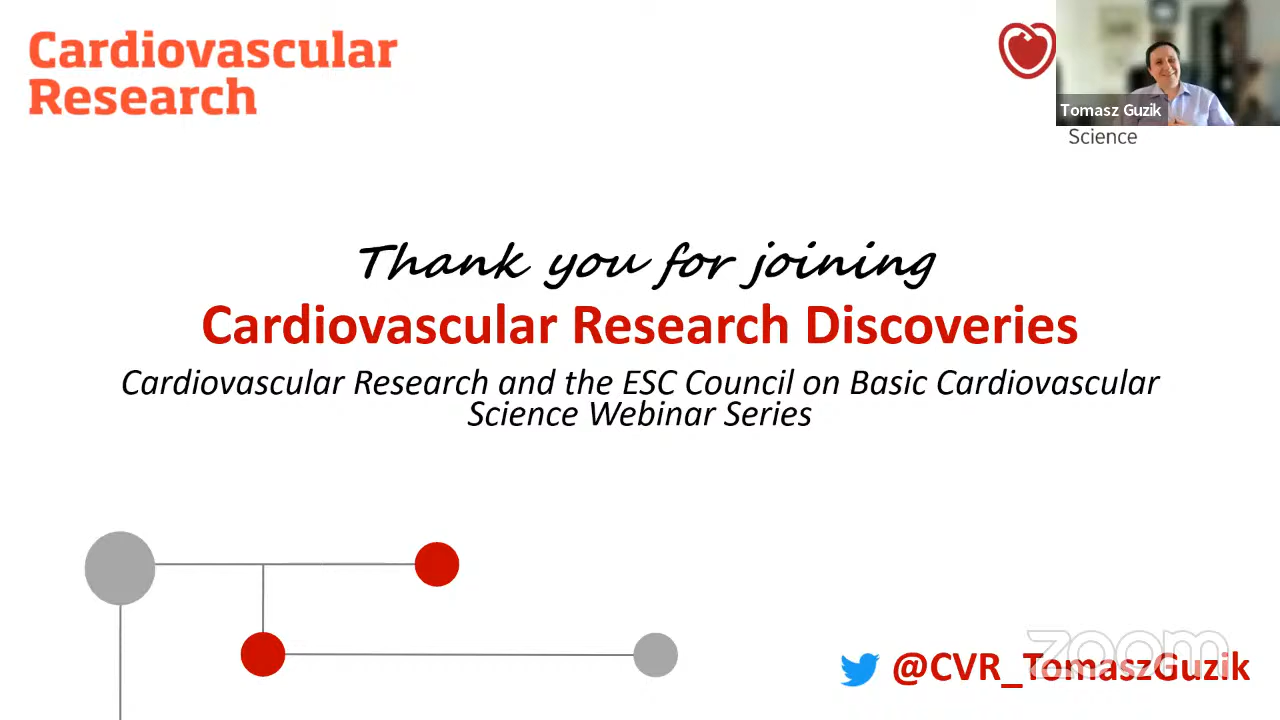 Cardiovascular
Research
Tomasz Guzik
Science
Thank you for joining
Cardiovascular Research Discoveries
Cardiovascular Research and the ESC Council on Basic Cardiovascular
Science Webinar Series
zoom
@CVR_TomaszGuzik